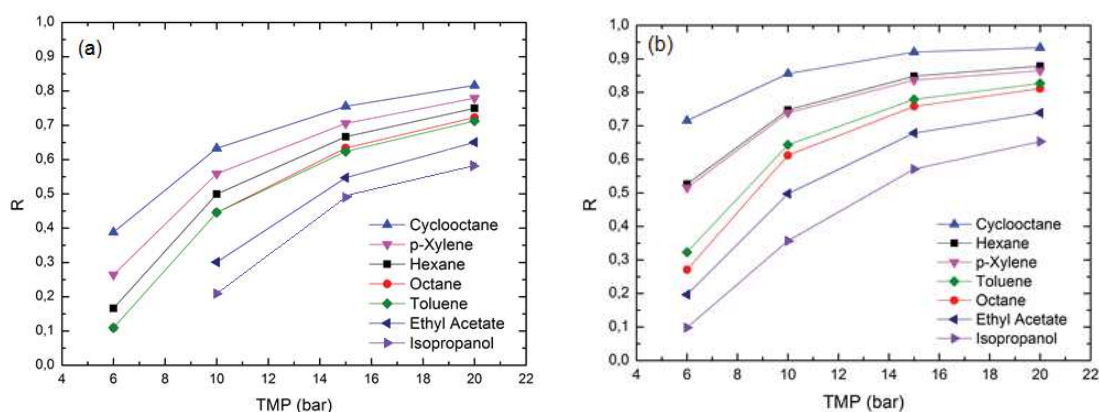 (a)
1,0
0,9
0,8
0,7
0,6
0,5
0,4
0,3
0,2
0,1
0,0
R
Cyclooctane
p-Xylene
Hexane
Octane
Toluene
Ethyl Acetate
Isopropanol
4 6 8 10 12 14 16 18 20 22
TMP (bar)
(b)
1,0
0,9
0,8
0,7
0,6
0,5
0,4
0,3
0,2
0,1
0,0
R
Cyclooctane
Hexane
p-Xylene
Toluene
Octane
Ethyl Acetate
Isopropanol
4 6 8 10 12 14 16 18 20 22
TMP (bar)